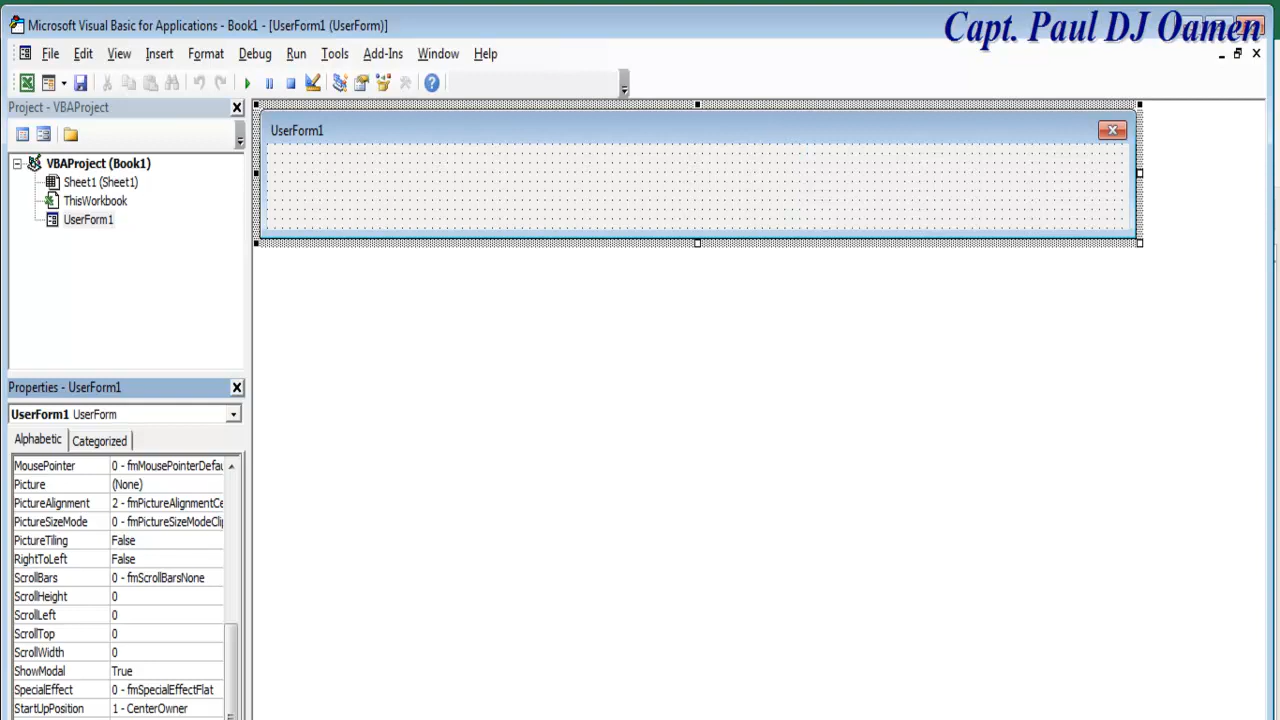 Microsoft Visual Basic for Applications - Book1 - [UserForm1 (UserForm)]
Capt. Paul DJ Oamen
File Edit View Insert Format Debug Run Tools Add-Ins Window Help
Project - VBAProject
UserForm1
VBAProject (Book1)
Sheet1 (Sheet1)
ThisWorkbook
UserForm1
Properties - UserForm1
UserForm1 UserForm
Alphabetic Categorized
MousePointer 0 - fmMousePointerDefau
Picture (None)
PictureAlignment 2 - fmPictureAlignmentCe
PictureSizeMode 0 - fmPictureSizeModeCli
PictureTiling False
RightToLeft False
ScrollBars 0 - fmScrollBarsNone
ScrollHeight 0
ScrollLeft 0
ScrollTop 0
ScrollWidth 0
ShowModal True
SpecialEffect 0 - fmSpecialEffectFlat
StartUpPosition 1 - CenterOwner